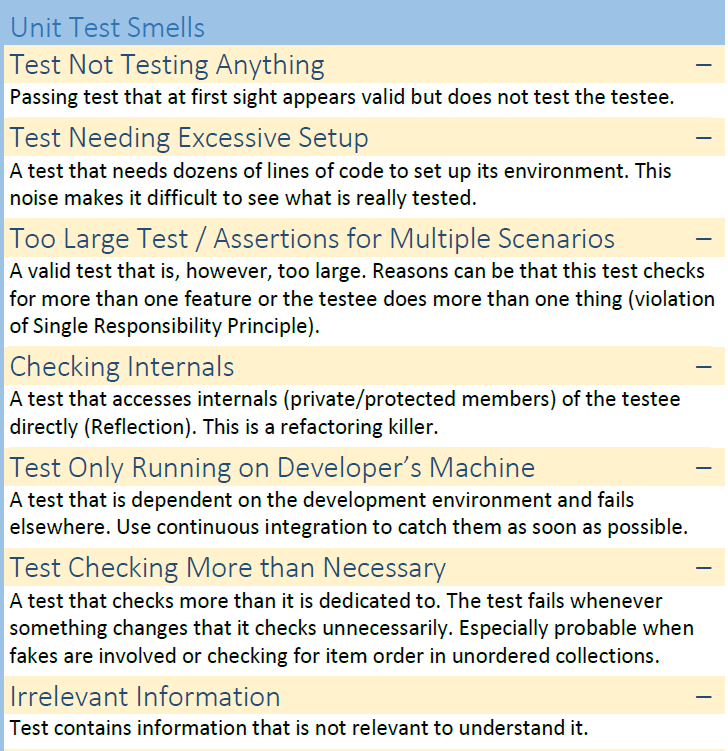 Unit Test Smells
Test Not Testing Anything –
Passing test that at first sight appears valid but does not test the testee.
Test Needing Excessive Setup –
A test that needs dozens of lines of code to set up its environment. This
noise makes it difficult to see what is really tested.
Too Large Test / Assertions for Multiple Scenarios –
A valid test that is, however, too large. Reasons can be that this test checks
for more than one feature or the testee does more than one thing (violation
of Single Responsibility Principle).
Checking Internals –
A test that accesses internals (private/protected members) of the testee
directly (Reflection). This is a refactoring killer.
Test Only Running on Developer’s Machine –
A test that is dependent on the development environment and fails
elsewhere. Use continuous integration to catch them as soon as possible.
Test Checking More than Necessary –
A test that checks more than it is dedicated to. The test fails whenever
something changes that it checks unnecessarily. Especially probable when
fakes are involved or checking for item order in unordered collections.
Irrelevant Information –
Test contains information that is not relevant to understand it.